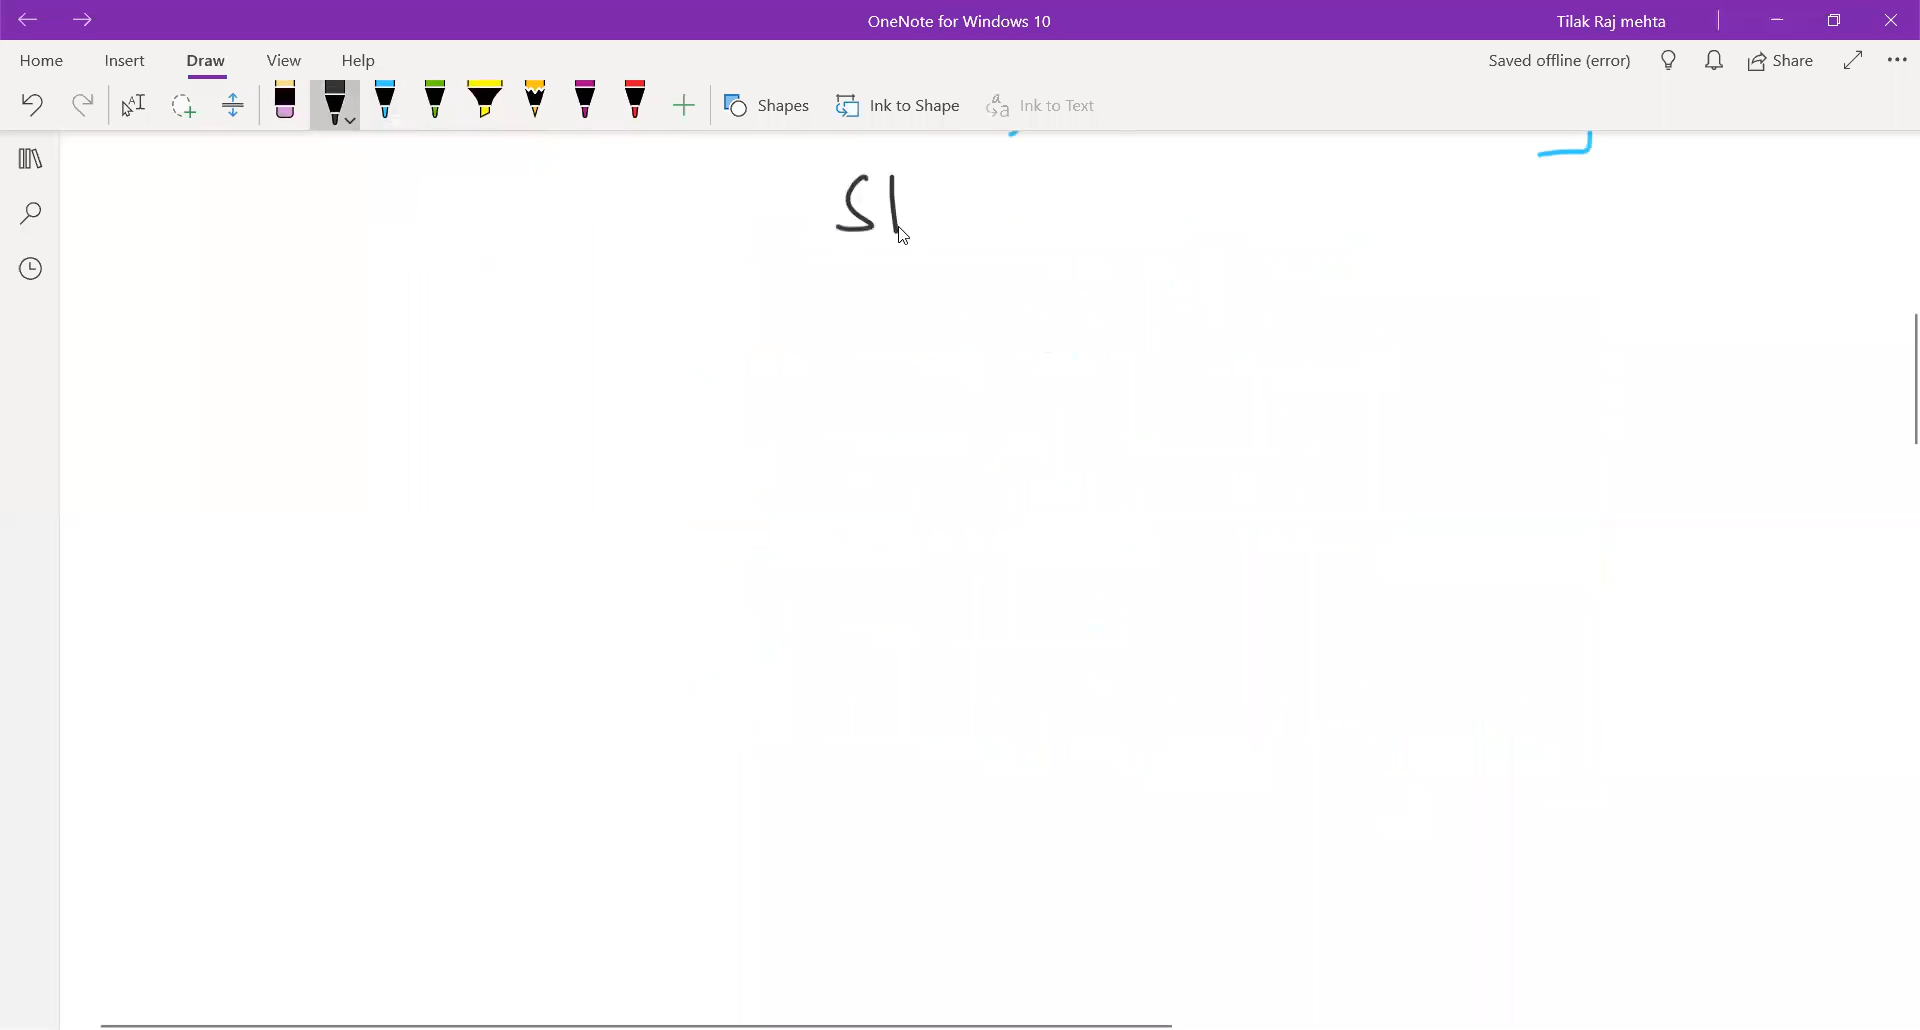 OneNote for Windows 10
Tilak Raj mehta
Home Insert Draw View Help
Saved offline (error) Share
Shapes Ink to Shape Ink to Text
SI